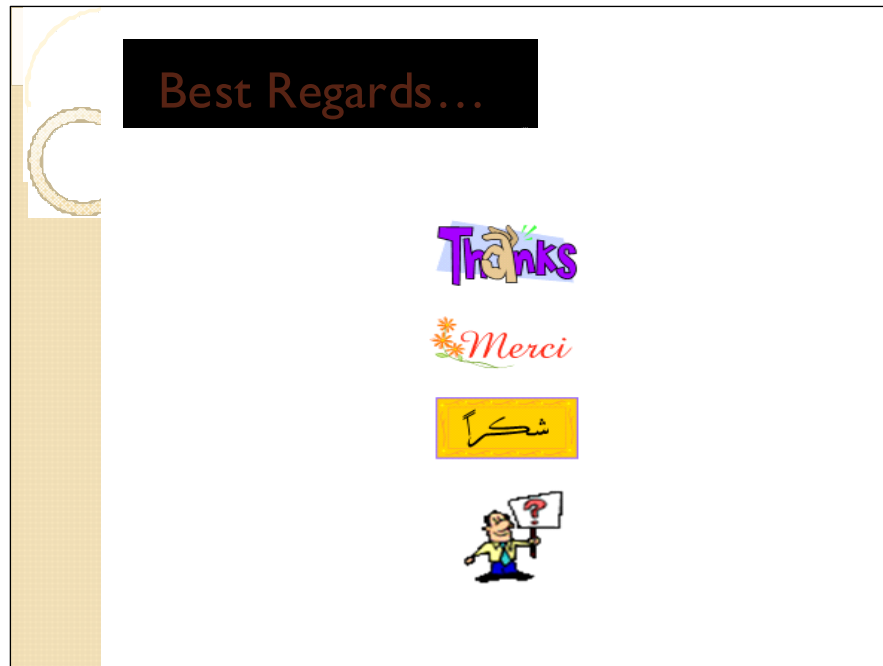 Best Regards...
Thanks
Merci
شكراً
?